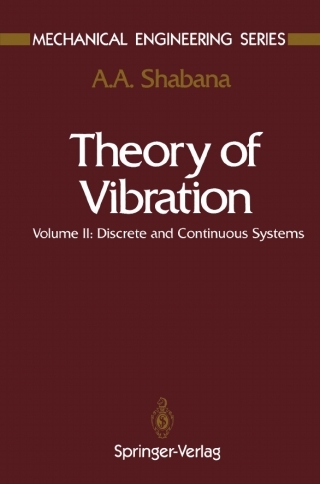 MECHANICAL ENGINEERING SERIES
A.A. Shabana
Theory of
Vibration
Volume II: Discrete and Continuous Systems
Springer-Verlag